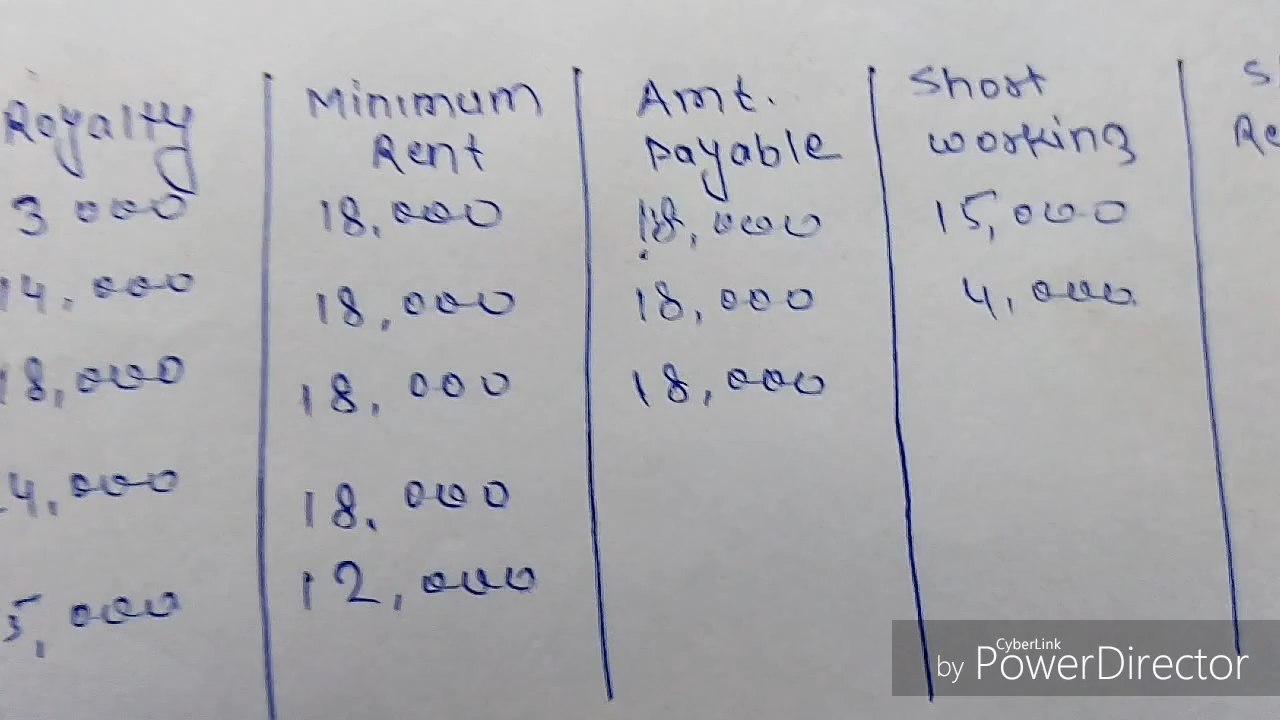 Royalty Minimum Rent Amt. Payable Short working
3000 18,000 18,000 15,000
14,000 18,000 18,000 4,000
18,000 18,000 18,000
4,000 18,000
5,000 12,000
by CyberLink PowerDirector